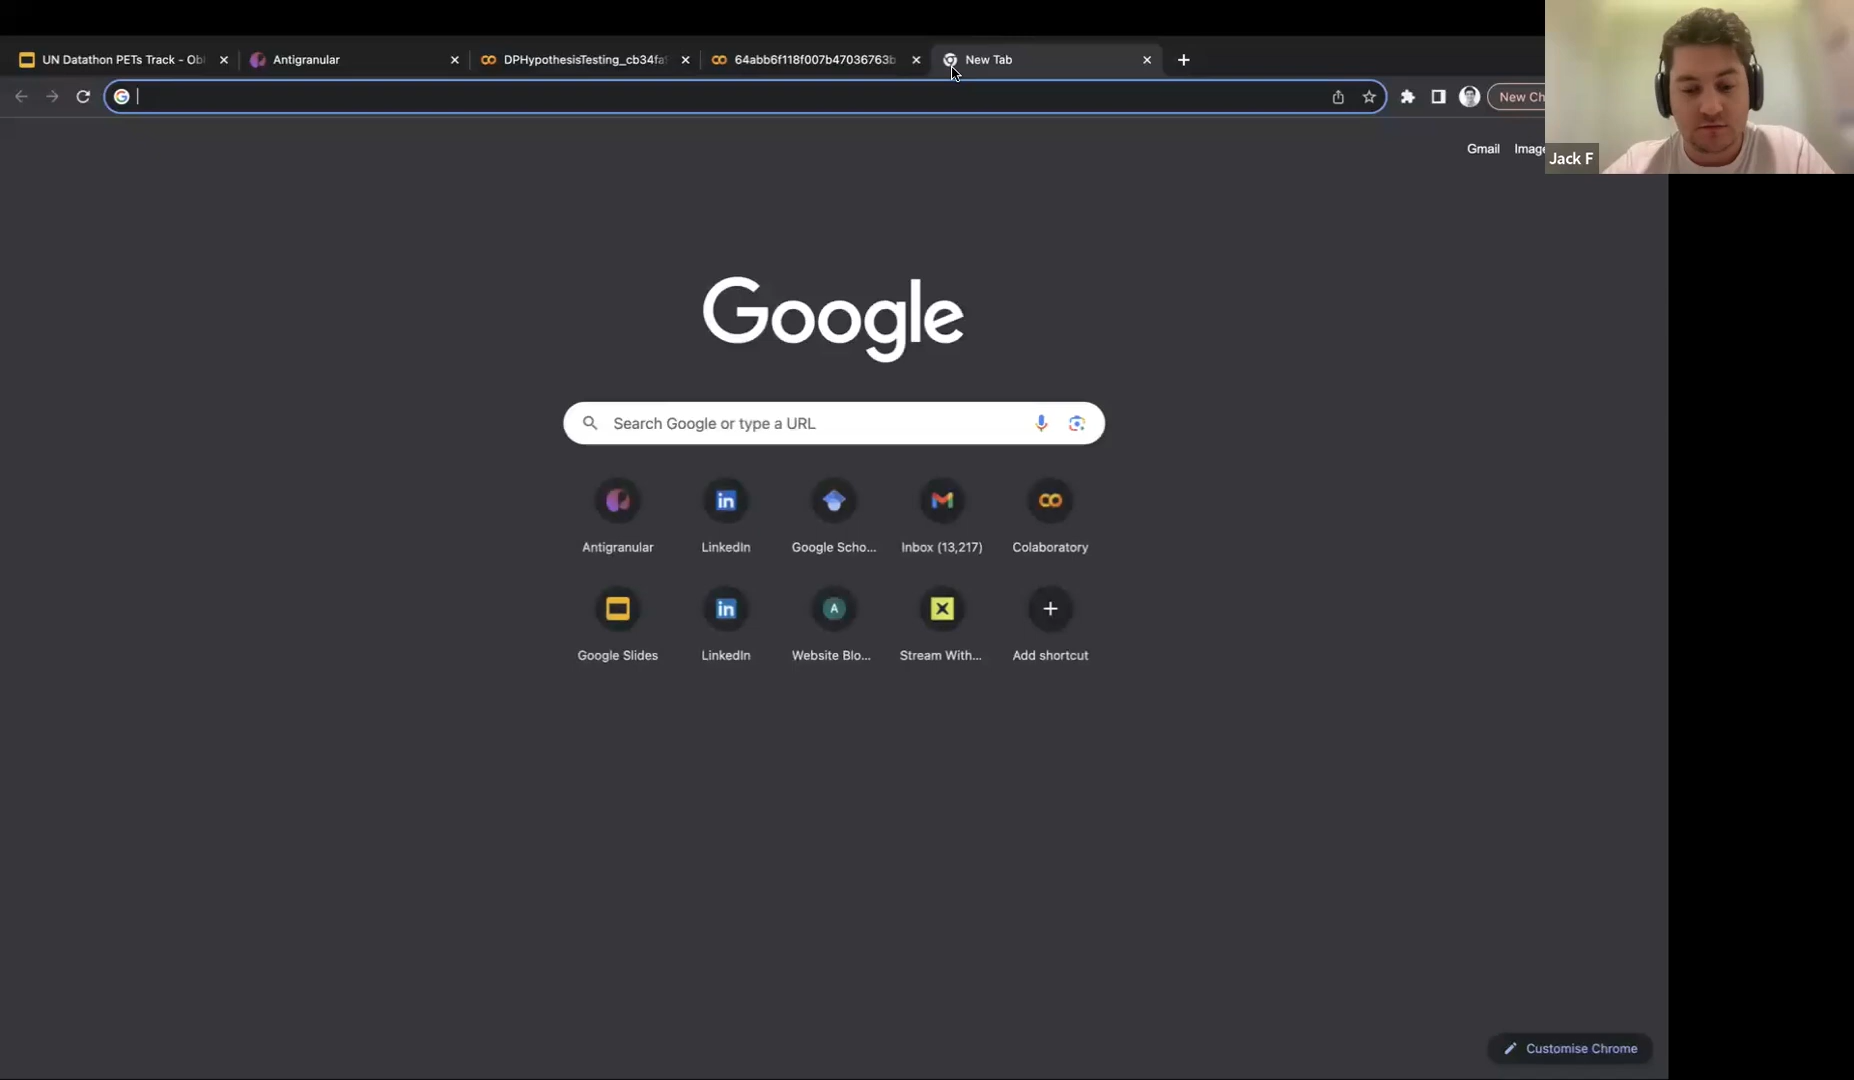 UN Datathon PETs Track - Obl
Antigranular
DPHypothesisTesting_cb34fa
64abb6f118f007b47036763b
New Tab
New Ch
Gmail
Image
Jack F
Google
Search Google or type a URL
Antigranular
LinkedIn
Google Scho...
Inbox (13,217)
Colaboratory
Google Slides
LinkedIn
A
Website Blo...
Stream With...
Add shortcut
Customise Chrome